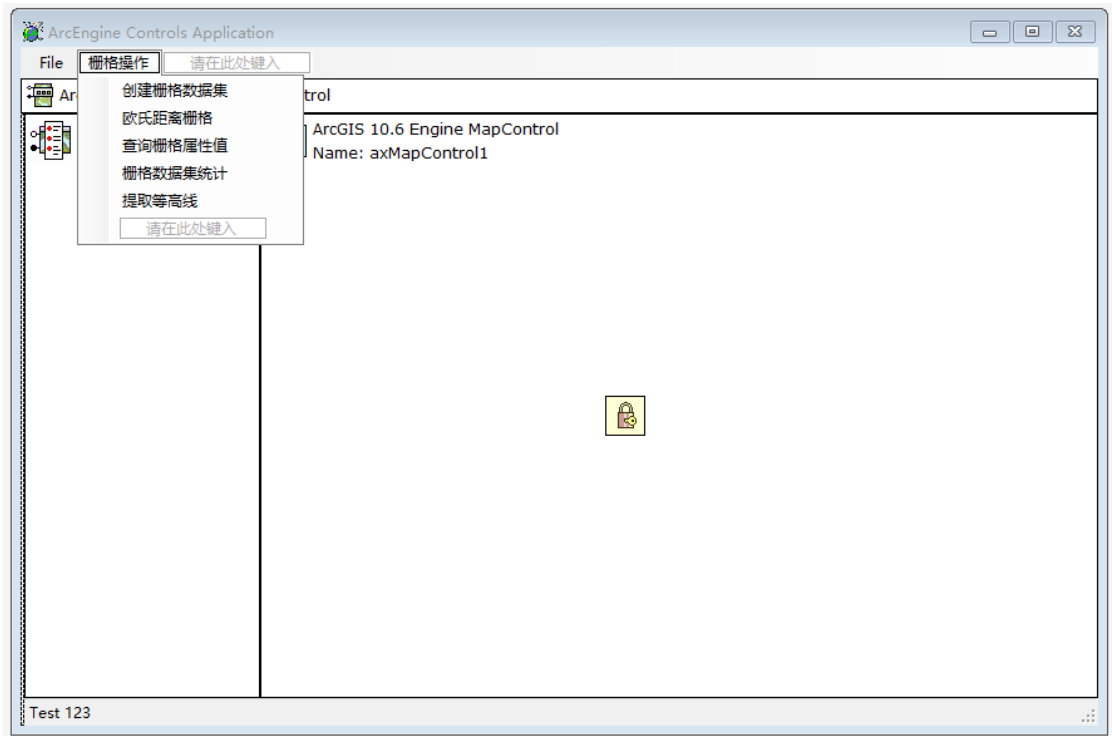 ArcEngine Controls Application
File 栅格操作 请在此处键入
创建栅格数据集
欧氏距离栅格
查询栅格属性值
栅格数据集统计
提取等高线
请在此处键入
Ar
trol
ArcGIS 10.6 Engine MapControl
Name: axMapControl1
Test 123